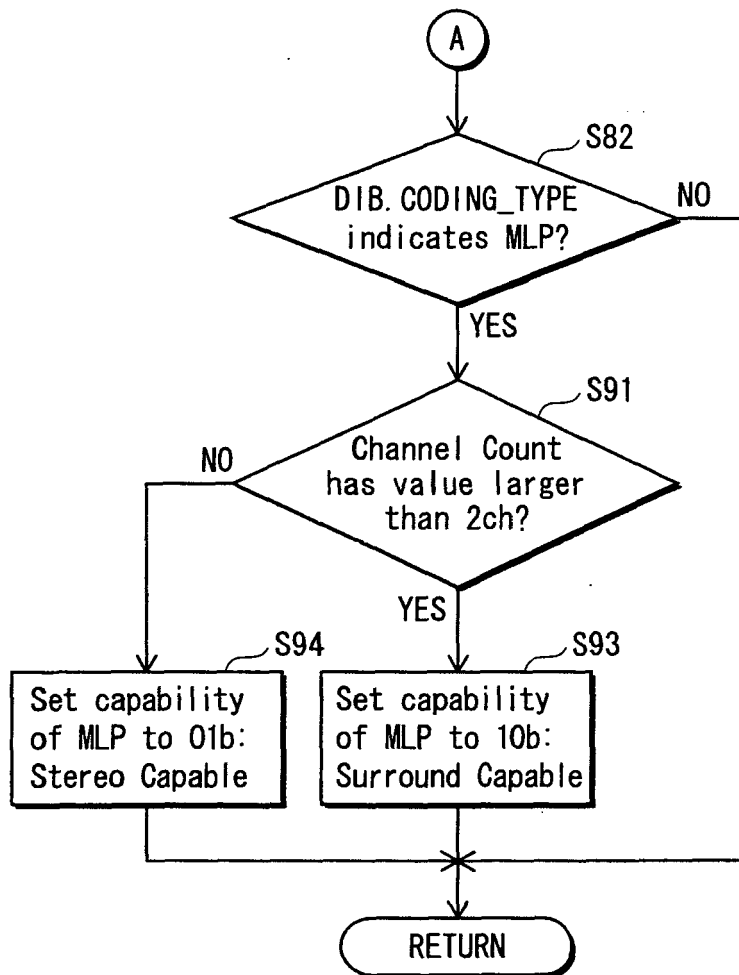 A
S82
DIB.CODING_TYPE
indicates MLP?
NO
YES
S91
Channel Count
has value larger
than 2ch?
NO
YES
S94
Set capability
of MLP to 01b:
Stereo Capable
S93
Set capability
of MLP to 10b:
Surround Capable
RETURN